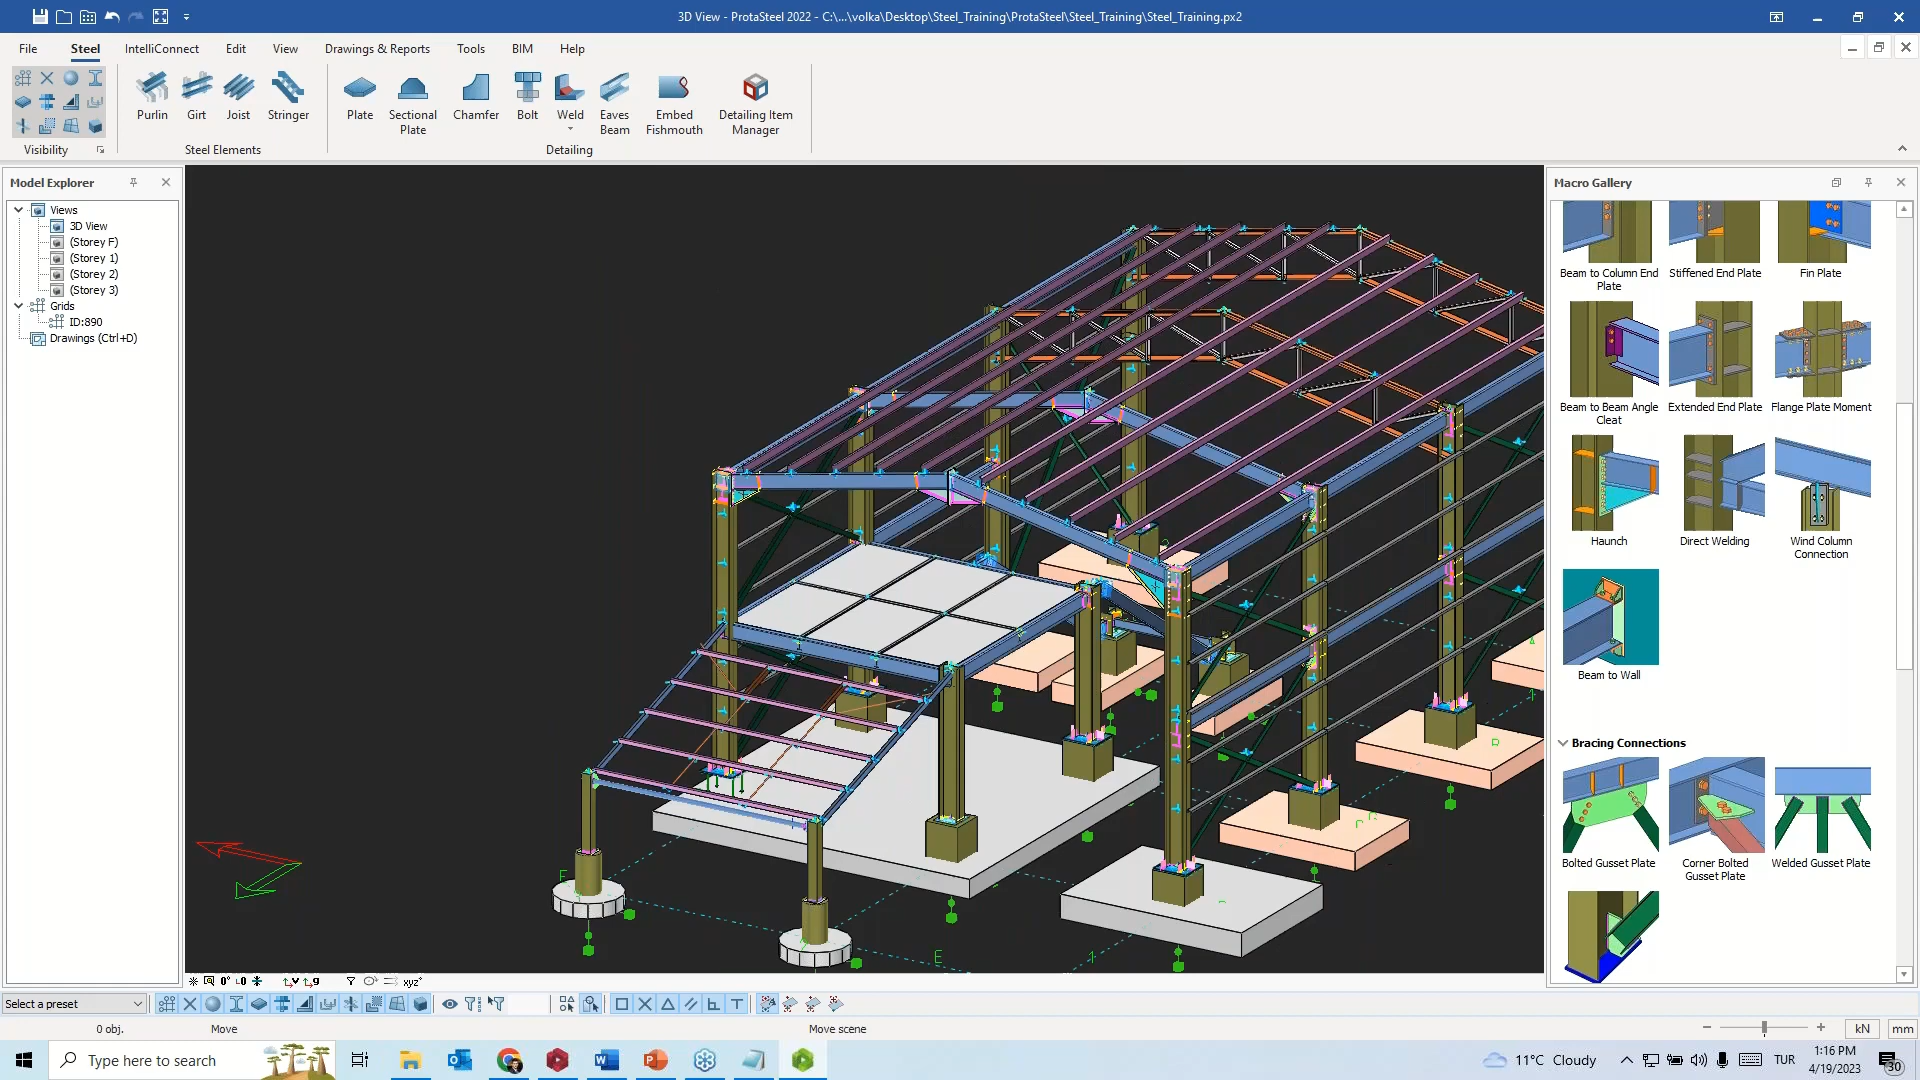 3D View - ProtaSteel 2022 - C:\...\volka\Desktop\Steel_Training\ProtaSteel\Steel_Training\Steel_Training.px2
File
Steel
IntelliConnect
Edit
View
Drawings & Reports
Tools
BIM
Help
Purlin
Girt
Joist
Stringer
Plate
Sectional Plate
Chamfer
Bolt
Weld
Eaves Beam
Embed Fishmouth
Detailing Item Manager
Visibility
Steel Elements
Detailing
Model Explorer
Views
3D View
(Storey F)
(Storey 1)
(Storey 2)
(Storey 3)
Grids
ID:890
Drawings (Ctrl+D)
Macro Gallery
Beam to Column End Plate
Stiffened End Plate
Fin Plate
Beam to Beam Angle Cleat
Extended End Plate
Flange Plate Moment
Haunch
Direct Welding
Wind Column Connection
Beam to Wall
Bracing Connections
Bolted Gusset Plate
Corner Bolted Gusset Plate
Welded Gusset Plate
F
E
1
xyz
Select a preset
0 obj.
Move
Move scene
kN
mm
Type here to search
11°C Cloudy
TUR
1:16 PM
4/19/2023
30